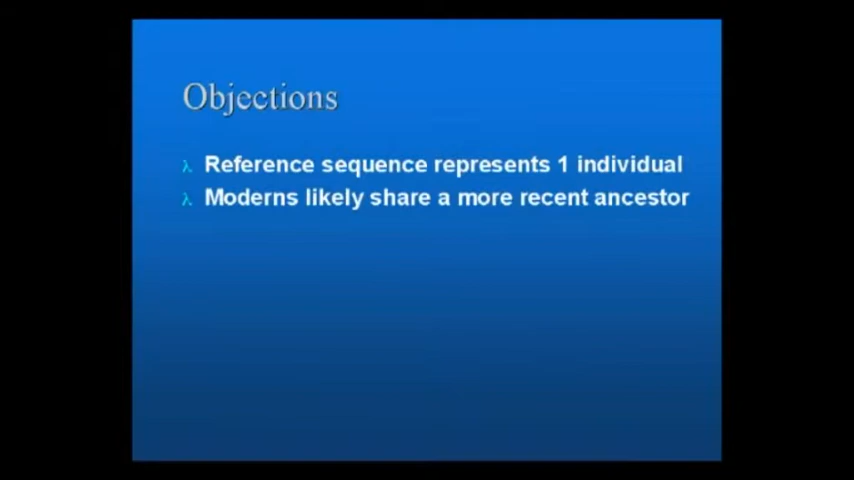 Objections
λ Reference sequence represents 1 individual
λ Moderns likely share a more recent ancestor